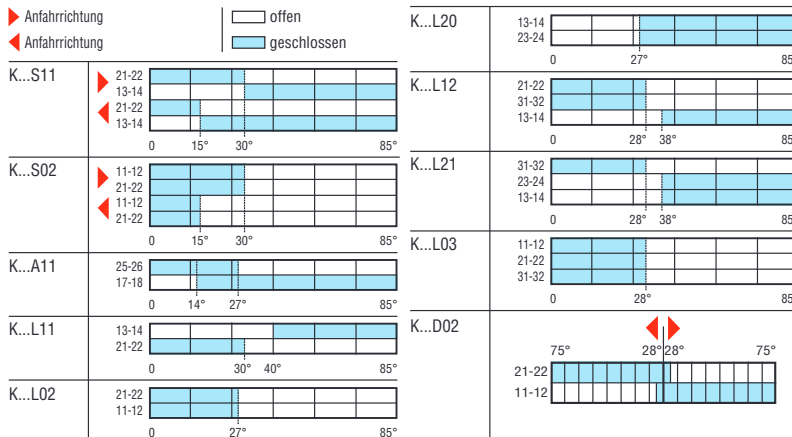 Anfahrrichtung
offen
Anfahrrichtung
geschlossen
K...S11
21-22
13-14
21-22
13-14
0 15° 30° 85°
K...S02
11-12
21-22
11-12
21-22
0 15° 30° 85°
K...A11
25-26
17-18
0 14° 27° 85°
K...L11
13-14
21-22
0 30° 40° 85°
K...L02
21-22
11-12
0 27° 85°
K...L20
13-14
23-24
0 27° 85
K...L12
21-22
31-32
13-14
0 28° 38° 85
K...L21
31-32
23-24
13-14
0 28° 38° 85
K...L03
11-12
21-22
31-32
0 28° 85
K...D02
75° 28° 28° 75°
21-22
11-12